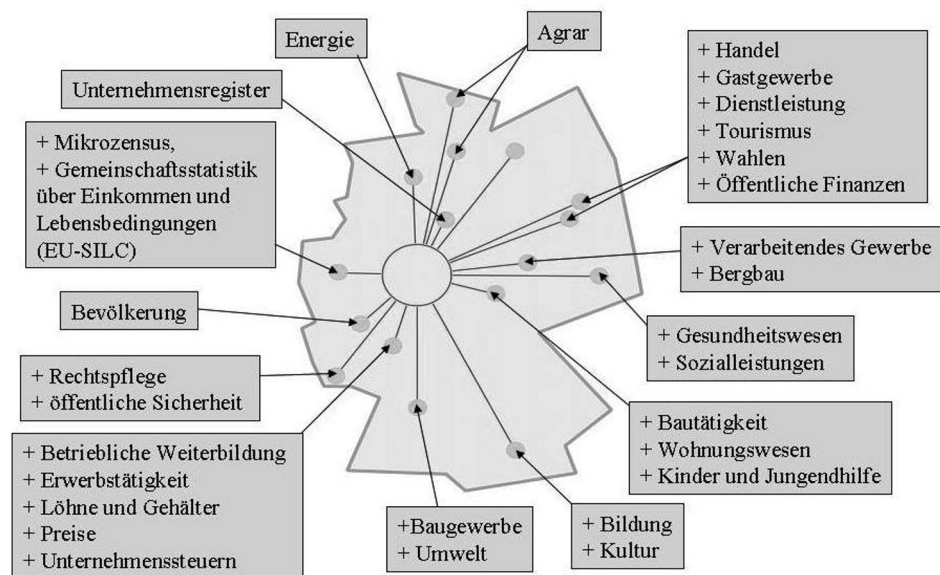 Energie
Agrar
Unternehmensregister
+ Handel
+ Gastgewerbe
+ Dienstleistung
+ Tourismus
+ Wahlen
+ Öffentliche Finanzen
+ Mikrozensus,
+ Gemeinschaftsstatistik
über Einkommen und
Lebensbedingungen
(EU-SILC)
+ Verarbeitendes Gewerbe
+ Bergbau
Bevölkerung
+ Gesundheitswesen
+ Sozialleistungen
+ Rechtspflege
+ öffentliche Sicherheit
+ Bautätigkeit
+ Wohnungswesen
+ Kinder und Jungendhilfe
+ Betriebliche Weiterbildung
+ Erwerbstätigkeit
+ Löhne und Gehälter
+ Preise
+ Unternehmenssteuern
+Baugewerbe
+ Umwelt
+ Bildung
+ Kultur